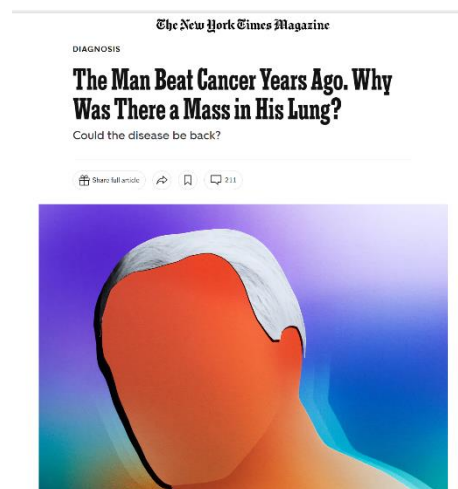 The New York Times Magazine
DIAGNOSIS
The Man Beat Cancer Years Ago. Why
Was There a Mass in His Lung?
Could the disease be back?
Share full article
211